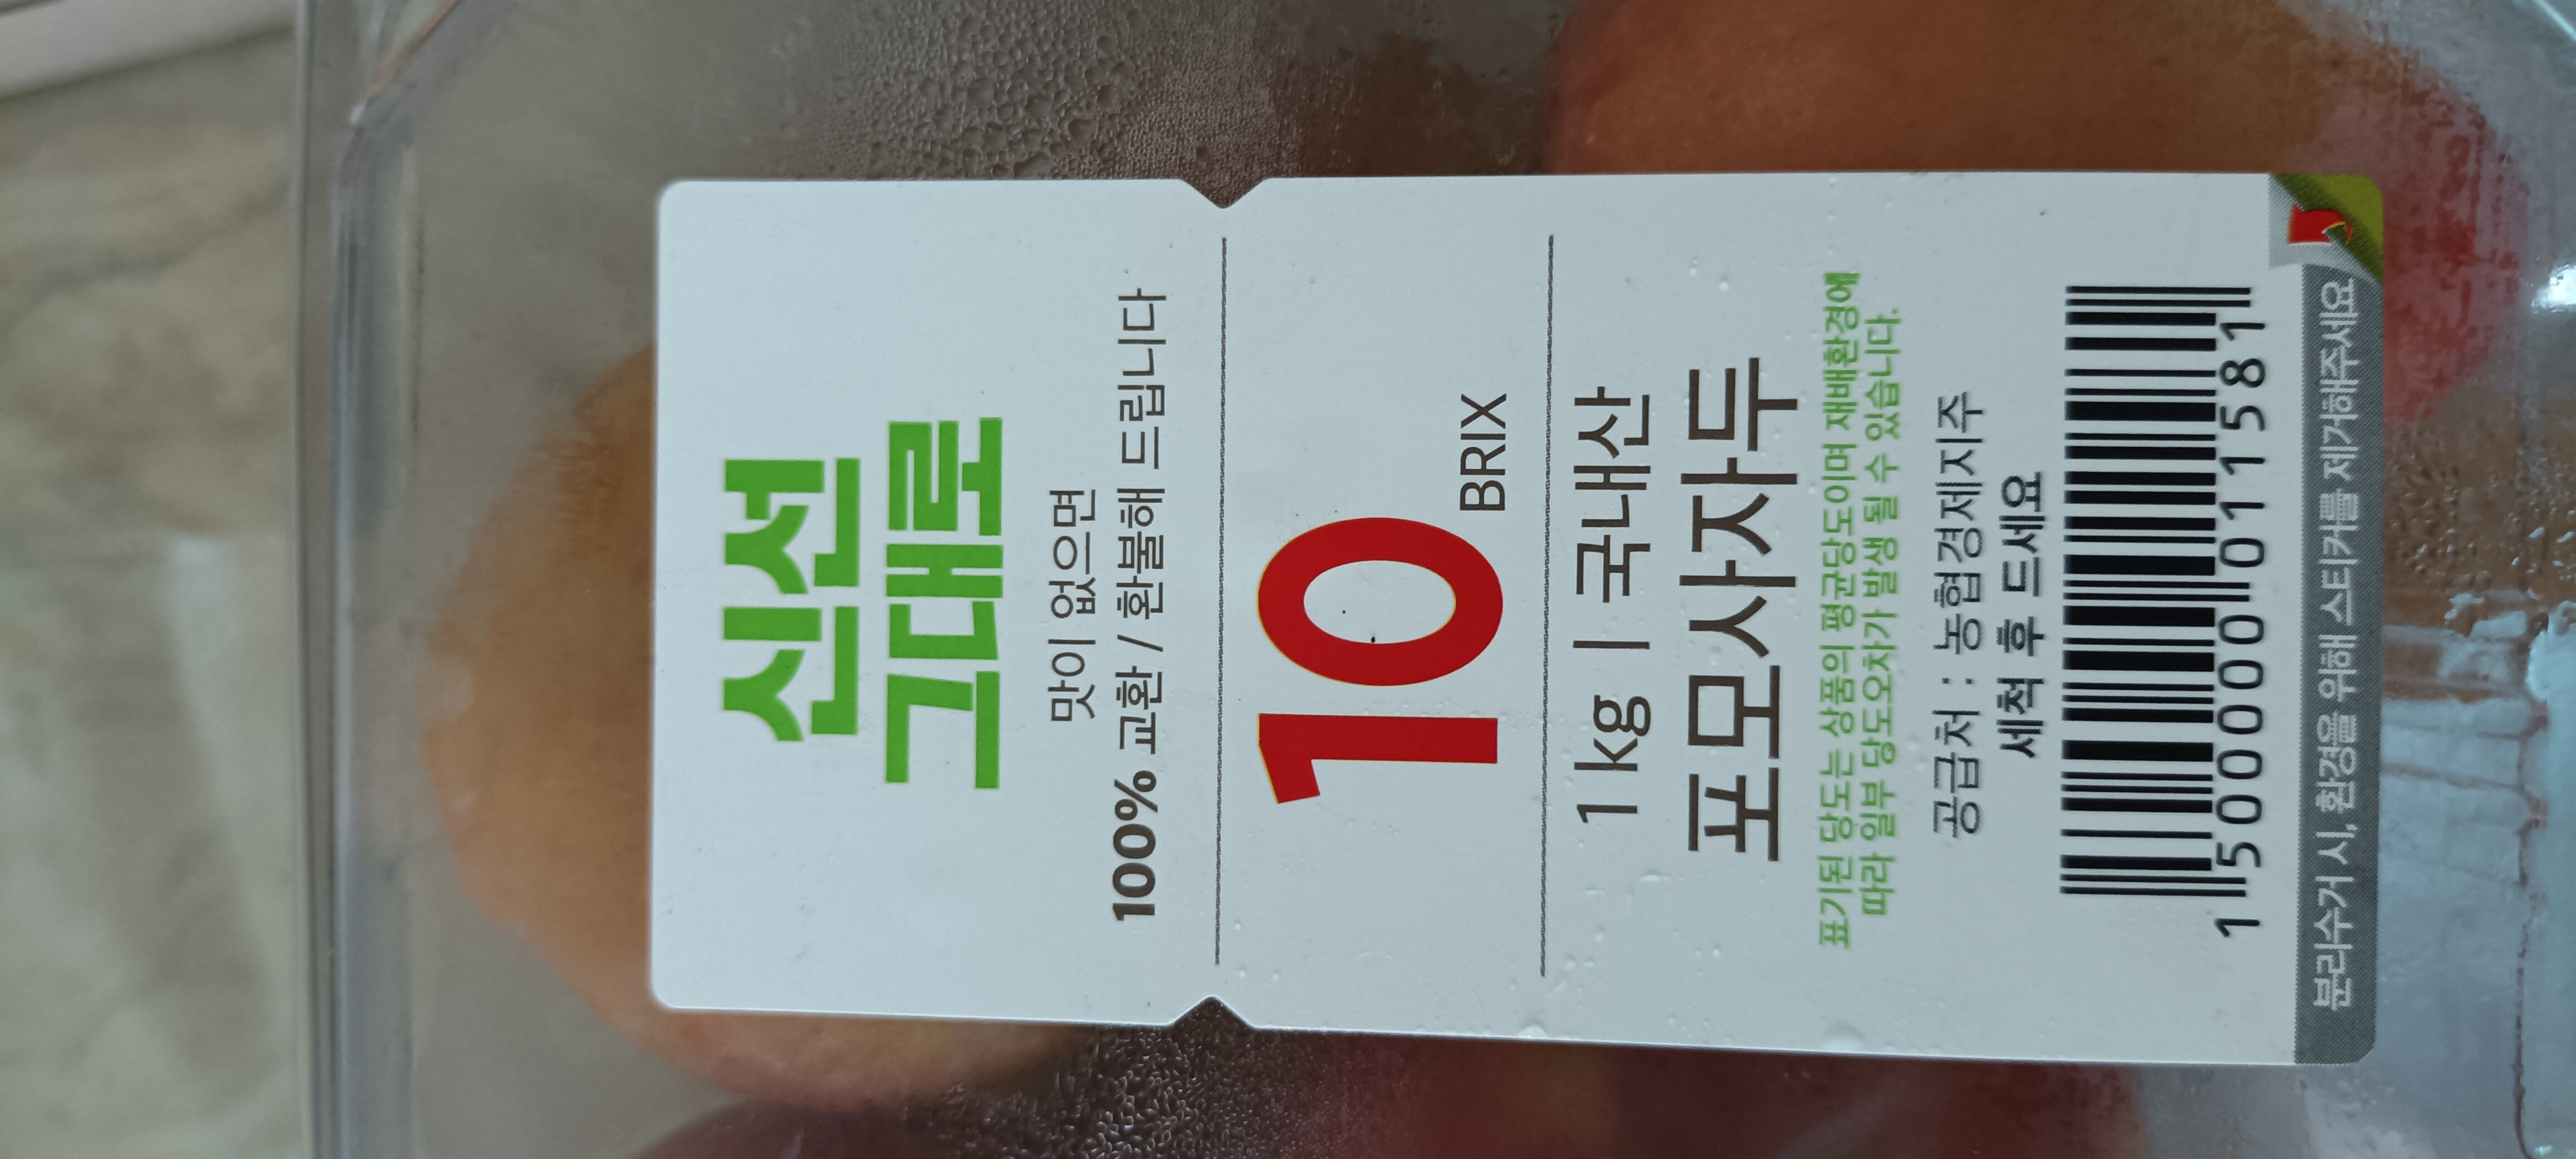 신선
그대로
맛이 없으면
100% 교환 / 환불해 드립니다
10
BRIX
1 kg | 국내산
포모사자두
표기된 당도는 상품의 평균당도이며 재배환경에
따라 일부 당도오차가 발생 될 수 있습니다.
공급처 : 농협경제지주
세척 후 드세요
1 500000 011581
분리수거 시, 환경을 위해 스티커를 제거해주세요